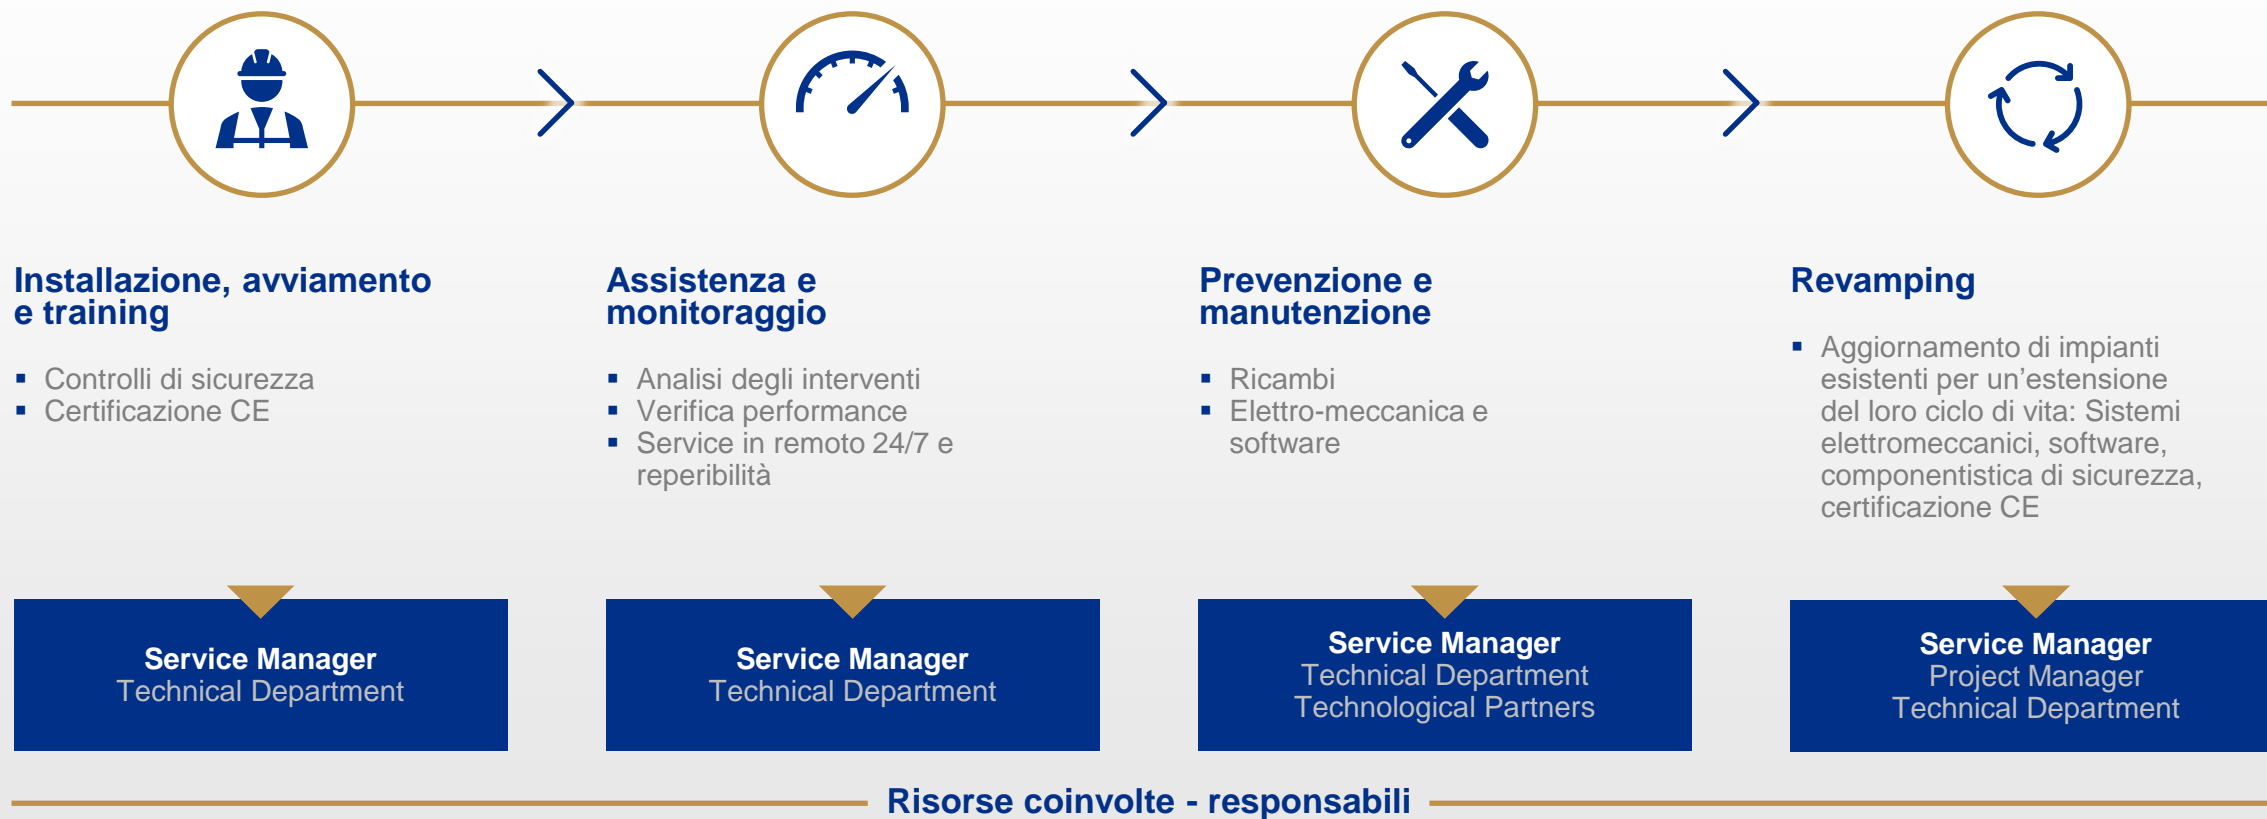 Installazione, avviamento
e training
▪ Controlli di sicurezza
▪ Certificazione CE
Service Manager
Technical Department
Assistenza e
monitoraggio
▪ Analisi degli interventi
▪ Verifica performance
▪ Service in remoto 24/7 e
reperibilità
Service Manager
Technical Department
Prevenzione e
manutenzione
▪ Ricambi
▪ Elettro-meccanica e
software
Service Manager
Technical Department
Technological Partners
Revamping
▪ Aggiornamento di impianti
esistenti per un’estensione
del loro ciclo di vita: Sistemi
elettromeccanici, software,
componentistica di sicurezza,
certificazione CE
Service Manager
Project Manager
Technical Department
Risorse coinvolte - responsabili